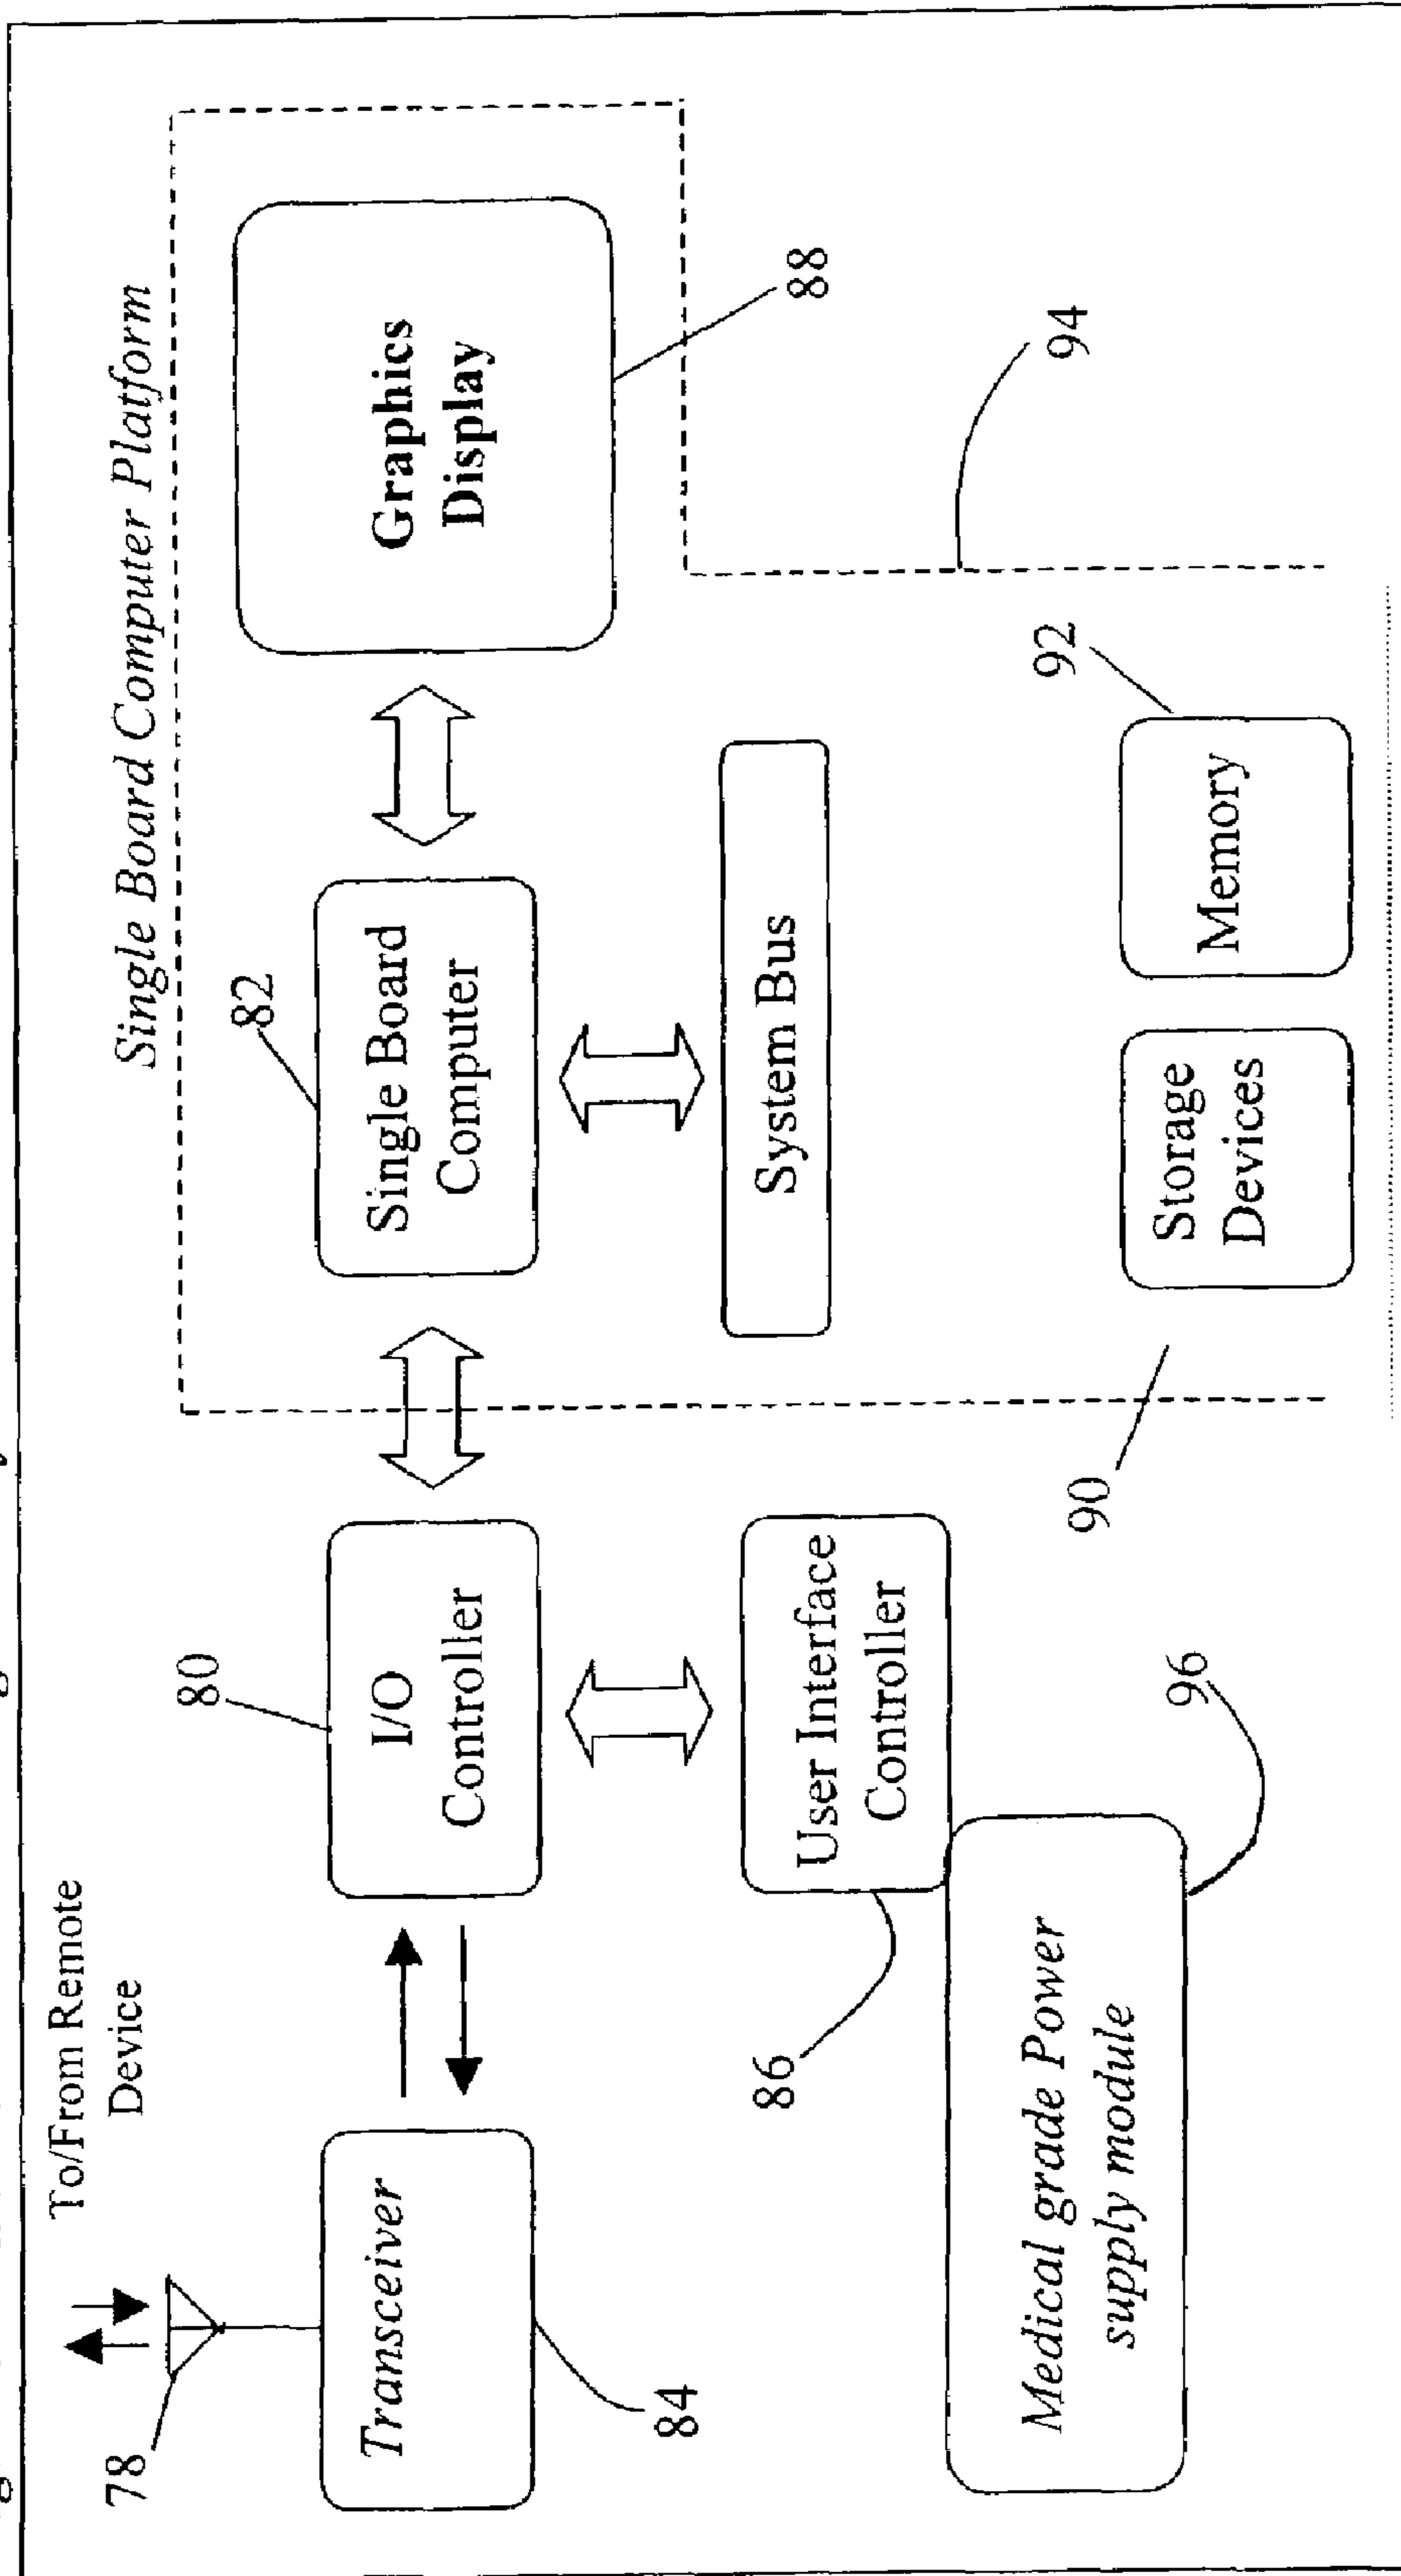 Single Board Computer Platform
To/From Remote
Device
78
80
82
Transceiver
I/O
Controller
Single Board
Computer
Graphics
Display
84
88
User Interface
Controller
System Bus
86
94
Medical grade Power
supply module
96
90
92
Storage
Devices
Memory